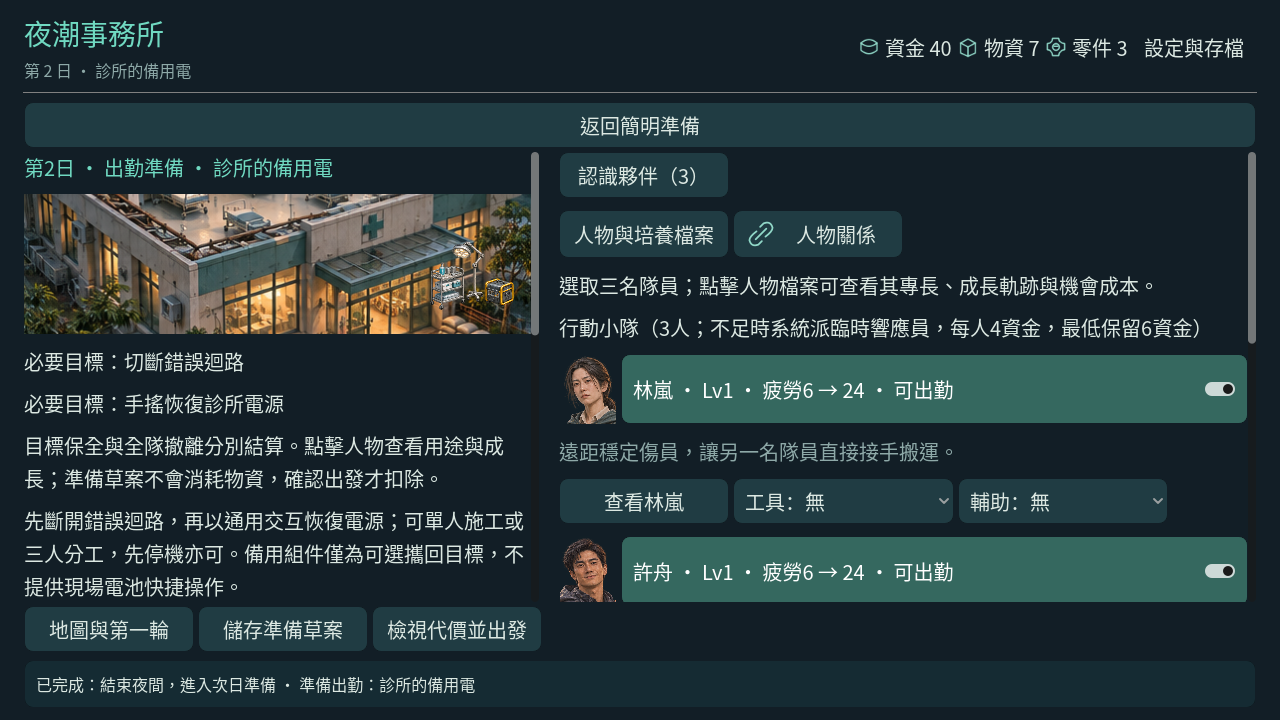 夜潮事務所
第 2 日 · 診所的備用電
資金 40
物資 7
零件 3
設定與存檔
返回簡明準備
第2日 · 出勤準備 · 診所的備用電
必要目標：切斷錯誤迴路
必要目標：手搖恢復診所電源
目標保全與全隊撤離分別結算。點擊人物查看用途與成
長；準備草案不會消耗物資，確認出發才扣除。
先斷開錯誤迴路，再以通用交互恢復電源；可單人施工或
三人分工，先停機亦可。備用組件僅為可選攜回目標，不
提供現場電池快捷操作。
認識夥伴（3）
人物與培養檔案
人物關係
選取三名隊員；點擊人物檔案可查看其專長、成長軌跡與機會成本。
行動小隊（3人；不足時系統派臨時響應員，每人4資金，最低保留6資金）
林嵐 · Lv1 · 疲勞6 → 24 · 可出勤
遠距穩定傷員，讓另一名隊員直接接手搬運。
查看林嵐
工具：無
輔助：無
許舟 · Lv1 · 疲勞6 → 24 · 可出勤
地圖與第一輪
儲存準備草案
檢視代價並出發
已完成：結束夜間，進入次日準備 · 準備出勤：診所的備用電